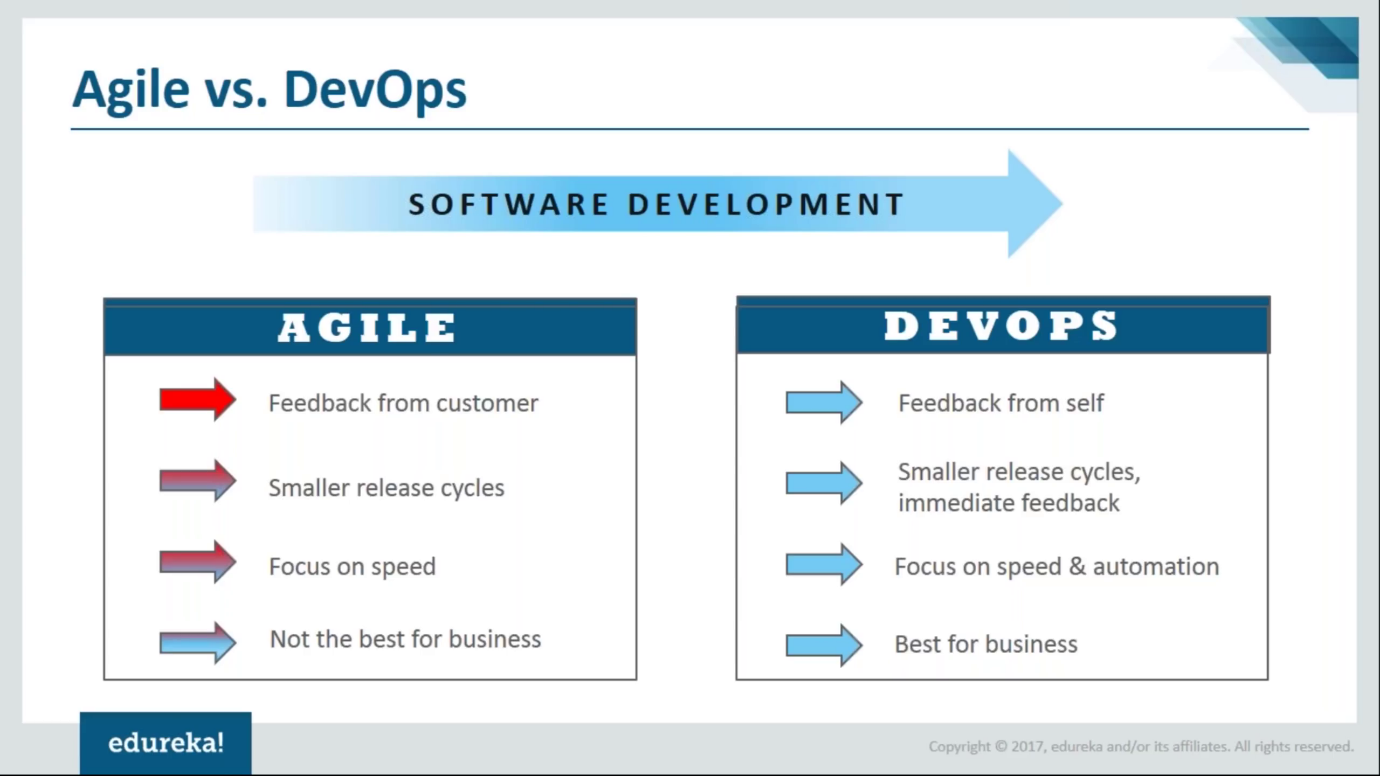 Agile vs. DevOps
SOFTWARE DEVELOPMENT
AGILE
Feedback from customer
Smaller release cycles
Focus on speed
Not the best for business
DEVOPS
Feedback from self
Smaller release cycles,
immediate feedback
Focus on speed & automation
Best for business
edureka!
Copyright © 2017, edureka and/or its affiliates. All rights reserved.